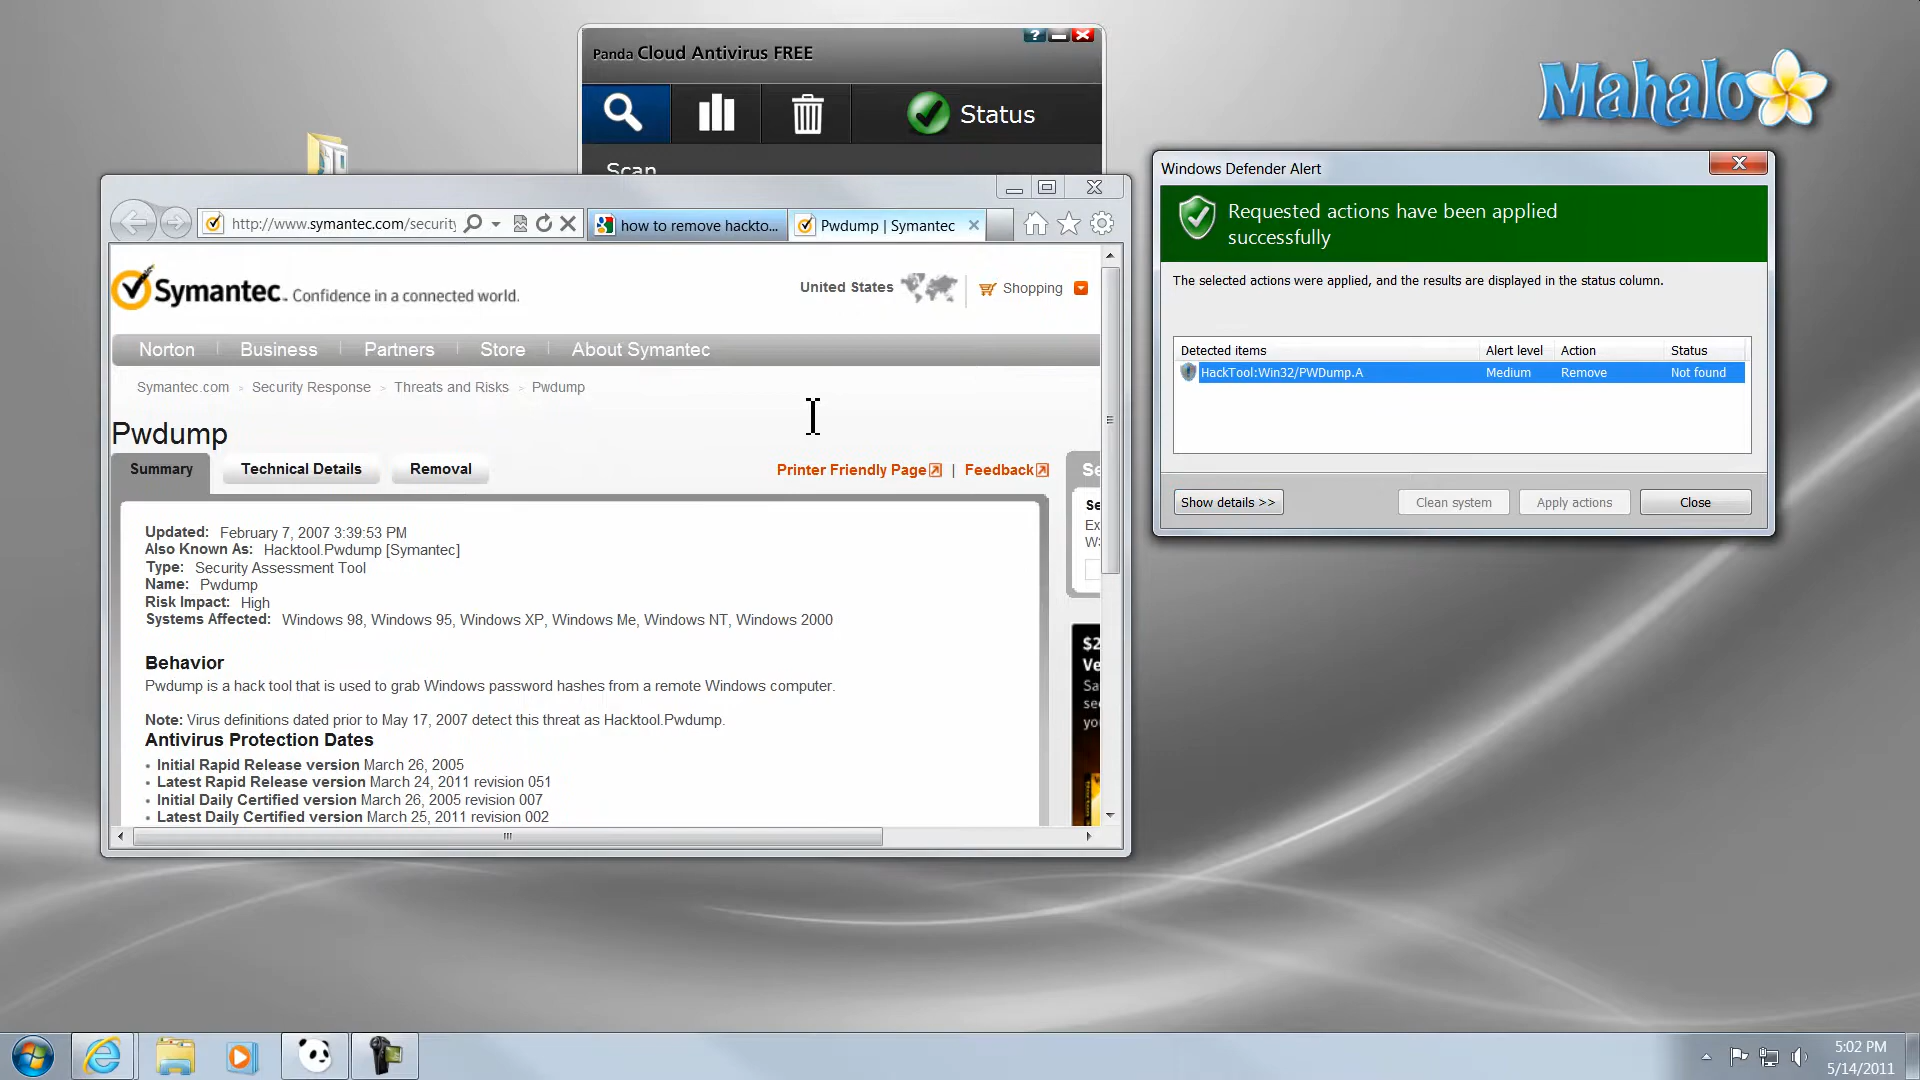 Panda Cloud Antivirus FREE
?
Status
Scan
Mahalo
http://www.symantec.com/security
how to remove hackto...
Pwdump | Symantec
Symantec. Confidence in a connected world.
United States
Shopping
Norton
Business
Partners
Store
About Symantec
Symantec.com > Security Response > Threats and Risks > Pwdump
Pwdump
Summary
Technical Details
Removal
Printer Friendly Page | Feedback
Se
Se
Ex
Updated: February 7, 2007 3:39:53 PM
Also Known As: Hacktool.Pwdump [Symantec]
Type: Security Assessment Tool
Name: Pwdump
Risk Impact: High
Systems Affected: Windows 98, Windows 95, Windows XP, Windows Me, Windows NT, Windows 2000
Behavior
Pwdump is a hack tool that is used to grab Windows password hashes from a remote Windows computer.
Note: Virus definitions dated prior to May 17, 2007 detect this threat as Hacktool.Pwdump.
Antivirus Protection Dates
• Initial Rapid Release version March 26, 2005
• Latest Rapid Release version March 24, 2011 revision 051
• Initial Daily Certified version March 26, 2005 revision 007
• Latest Daily Certified version March 25, 2011 revision 002
$2
Ve
Sa
se
yo
Windows Defender Alert
Requested actions have been applied
successfully
The selected actions were applied, and the results are displayed in the status column.
Detected items Alert level Action Status
HackTool:Win32/PWDump.A Medium Remove Not found
Show details >>
Clean system
Apply actions
Close
5:02 PM
5/14/2011